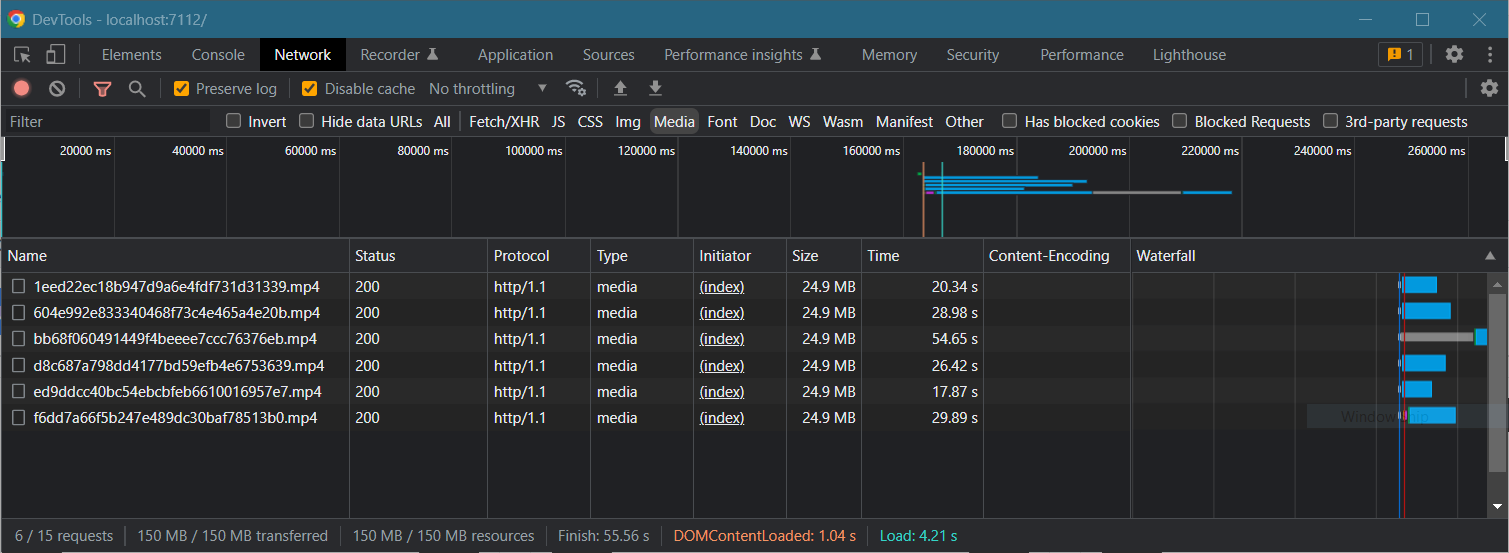 DevTools - localhost:7112/
Elements Console Network Recorder Application Sources Performance insights Memory Security Performance Lighthouse 1
Preserve log Disable cache No throttling
Filter Invert Hide data URLs All Fetch/XHR JS CSS Img Media Font Doc WS Wasm Manifest Other Has blocked cookies Blocked Requests 3rd-party requests
20000 ms 40000 ms 60000 ms 80000 ms 100000 ms 120000 ms 140000 ms 160000 ms 180000 ms 200000 ms 220000 ms 240000 ms 260000 ms
Name Status Protocol Type Initiator Size Time Content-Encoding Waterfall
1eed22ec18b947d9a6e4fdf731d31339.mp4 200 http/1.1 media (index) 24.9 MB 20.34 s
604e992e833340468f73c4e465a4e20b.mp4 200 http/1.1 media (index) 24.9 MB 28.98 s
bb68f060491449f4beeee7ccc76376eb.mp4 200 http/1.1 media (index) 24.9 MB 54.65 s
d8c687a798dd4177bd59efb4e6753639.mp4 200 http/1.1 media (index) 24.9 MB 26.42 s
ed9ddcc40bc54ebcbfeb6610016957e7.mp4 200 http/1.1 media (index) 24.9 MB 17.87 s
f6dd7a66f5b247e489dc30baf78513b0.mp4 200 http/1.1 media (index) 24.9 MB 29.89 s
6 / 15 requests 150 MB / 150 MB transferred 150 MB / 150 MB resources Finish: 55.56 s DOMContentLoaded: 1.04 s Load: 4.21 s